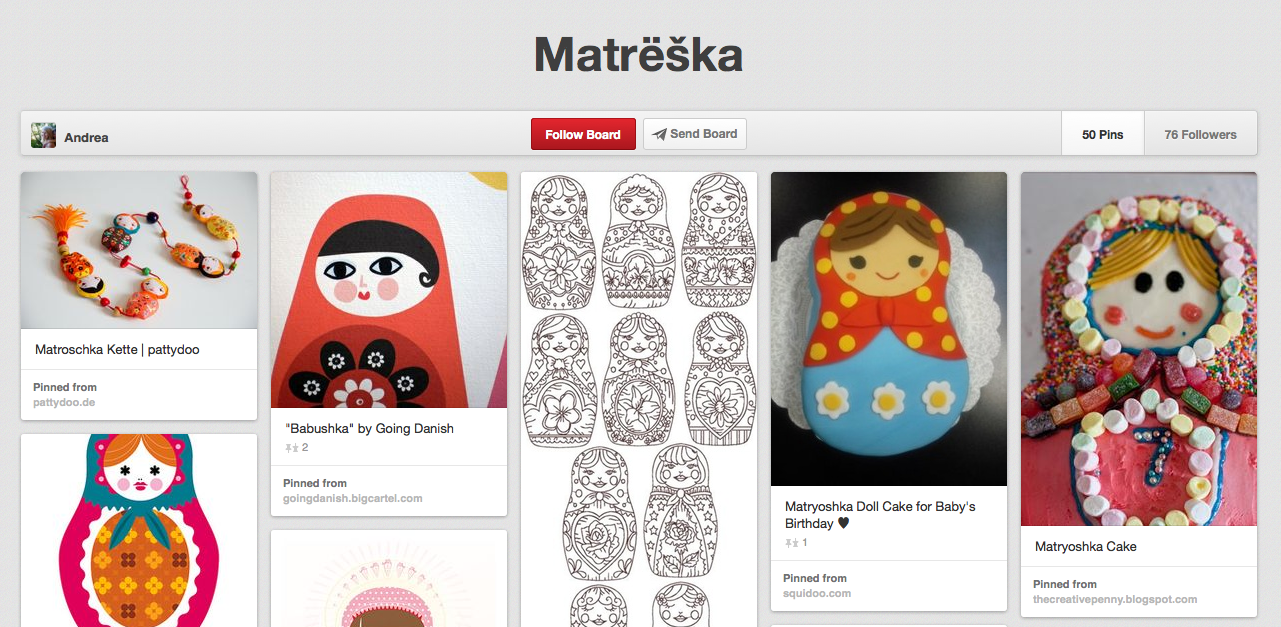 Matrëška
Andrea
Follow Board
Send Board
50 Pins
76 Followers
Matroschka Kette | pattydoo
Pinned from
pattydoo.de
"Babushka" by Going Danish
2
Pinned from
goingdanish.bigcartel.com
Matryoshka Doll Cake for Baby's
Birthday ♥
1
Pinned from
squidoo.com
7
Matryoshka Cake
Pinned from
thecreativepenny.blogspot.com